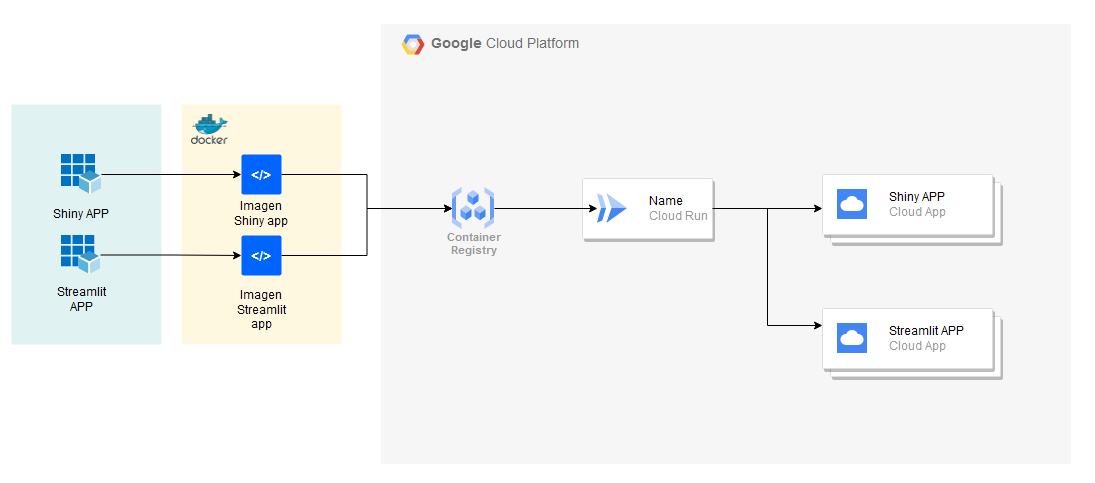 Google Cloud Platform
docker
Shiny APP
Streamlit
APP
</>
Imagen
Shiny app
</>
Imagen
Streamlit
app
Container
Registry
Name
Cloud Run
Shiny APP
Cloud App
Streamlit APP
Cloud App